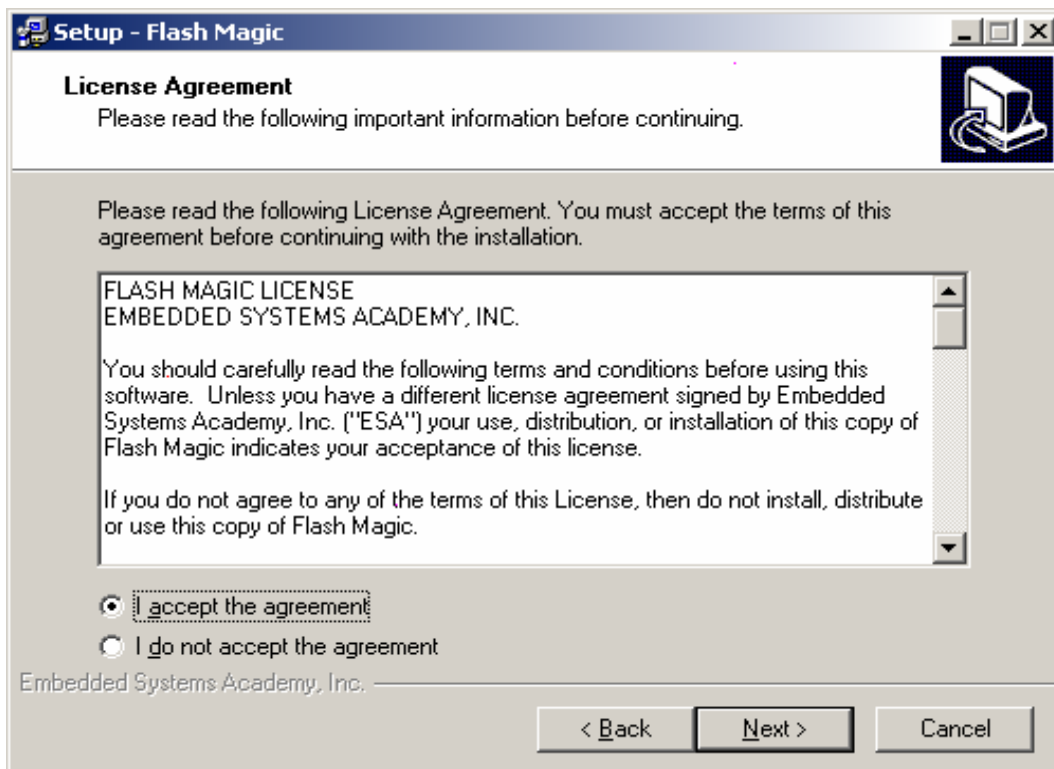 Setup - Flash Magic
License Agreement
Please read the following important information before continuing.
Please read the following License Agreement. You must accept the terms of this
agreement before continuing with the installation.
FLASH MAGIC LICENSE
EMBEDDED SYSTEMS ACADEMY, INC.
You should carefully read the following terms and conditions before using this
software.  Unless you have a different license agreement signed by Embedded
Systems Academy, Inc. ("ESA") your use, distribution, or installation of this copy of
Flash Magic indicates your acceptance of this license.
If you do not agree to any of the terms of this License, then do not install, distribute
or use this copy of Flash Magic.
I accept the agreement
I do not accept the agreement
Embedded Systems Academy, Inc.
< Back
Next >
Cancel